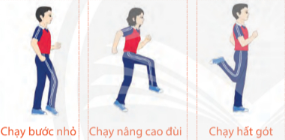 Chạy bước nhỏ
Chạy nâng cao đùi
Chạy hất gót